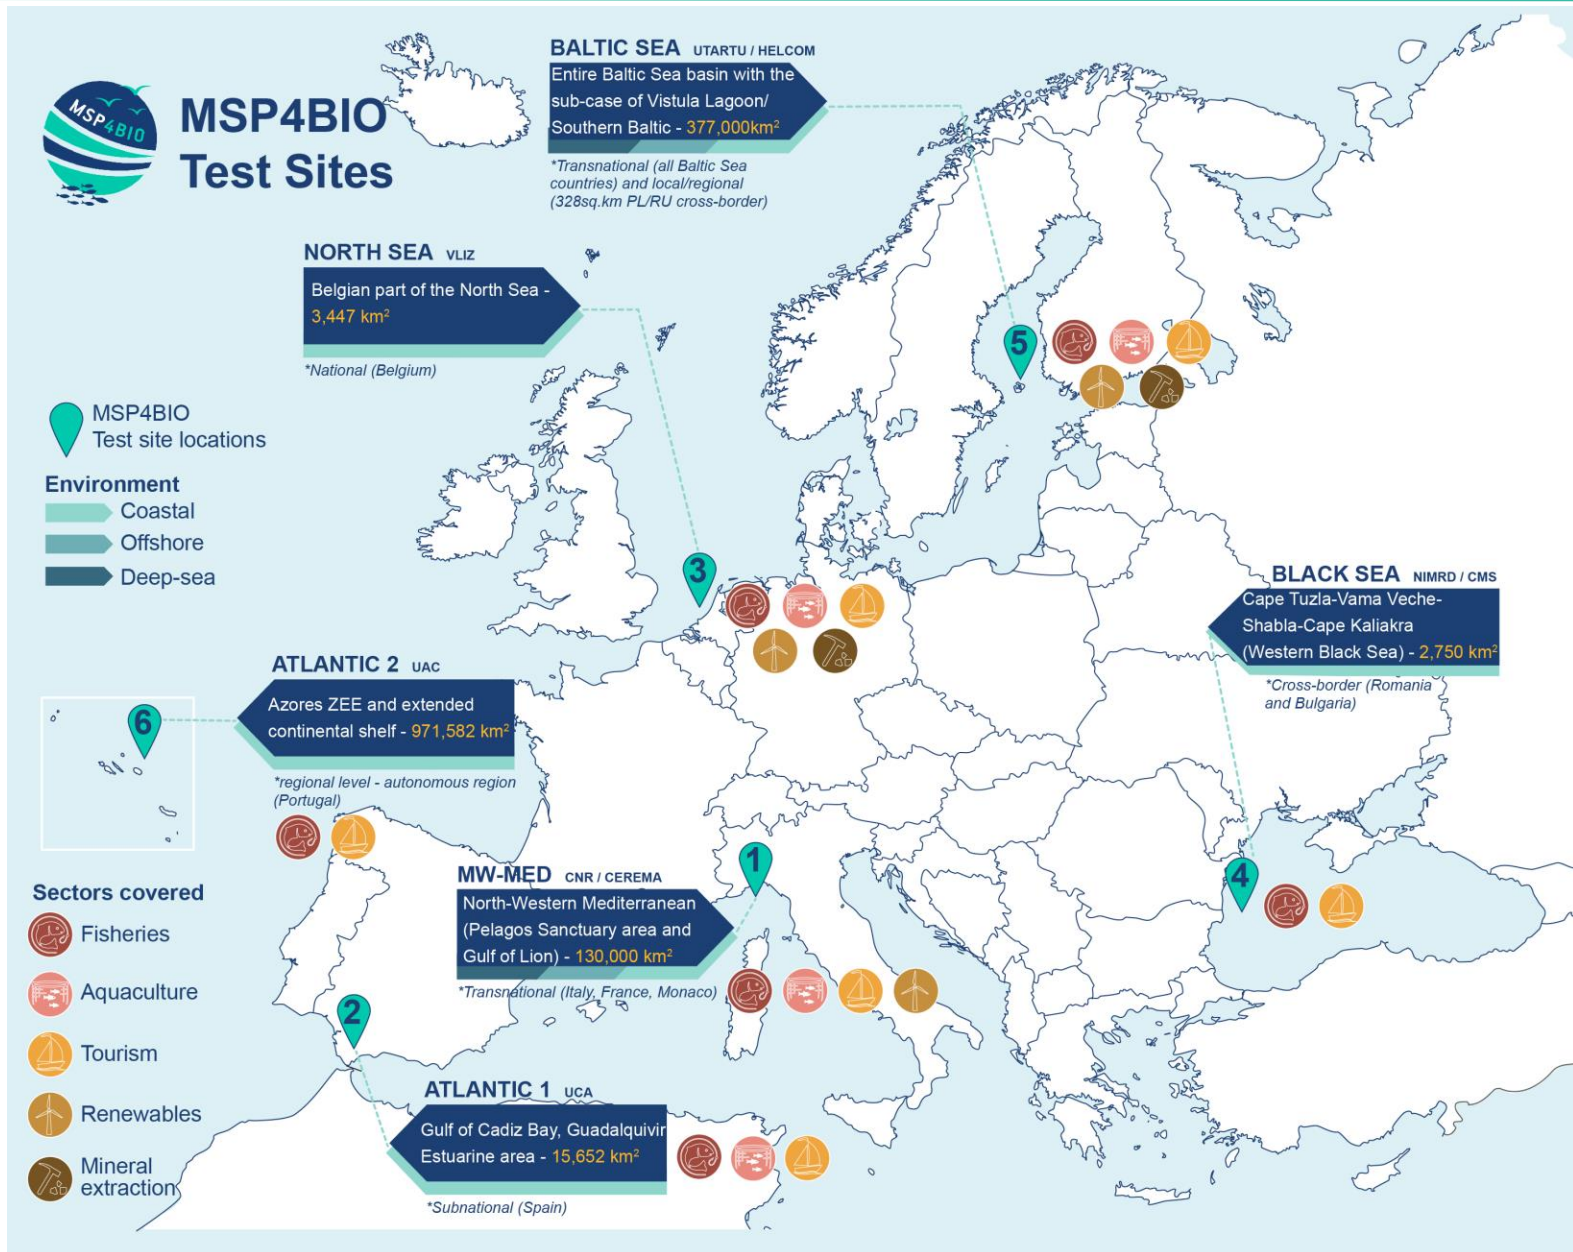 MSP4BIO
MSP4BIO
Test Sites
BALTIC SEA UTARTU / HELCOM
Entire Baltic Sea basin with the
sub-case of Vistula Lagoon/
Southern Baltic - 377,000km²
*Transnational (all Baltic Sea
countries) and local/regional
(328sq.km PL/RU cross-border)
NORTH SEA VLIZ
Belgian part of the North Sea -
3,447 km²
*National (Belgium)
5
MSP4BIO
Test site locations
Environment
Coastal
Offshore
Deep-sea
3
BLACK SEA NIMRD / CMS
Cape Tuzla-Vama Veche-
Shabla-Cape Kaliakra
(Western Black Sea) - 2,750 km²
*Cross-border (Romania
and Bulgaria)
ATLANTIC 2 UAC
Azores ZEE and extended
continental shelf - 971,582 km²
*regional level - autonomous region
(Portugal)
6
1
MW-MED CNR / CEREMA
North-Western Mediterranean
(Pelagos Sanctuary area and
Gulf of Lion) - 130,000 km²
*Transnational (Italy, France, Monaco)
4
Sectors covered
Fisheries
Aquaculture
Tourism
Renewables
Mineral
extraction
2
ATLANTIC 1 UCA
Gulf of Cadiz Bay, Guadalquivir
Estuarine area - 15,652 km²
*Subnational (Spain)